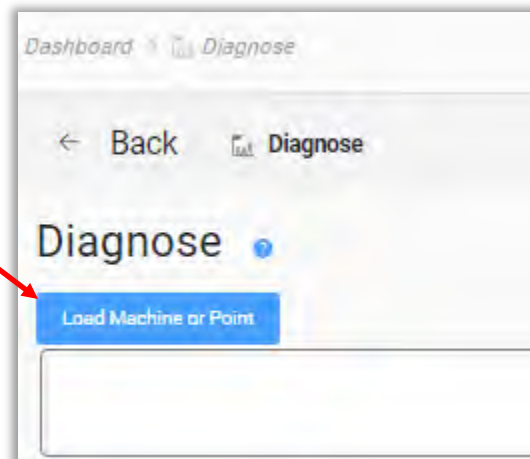 Dashboard > Diagnose
← Back Diagnose
Diagnose ?
Load Machine or Point